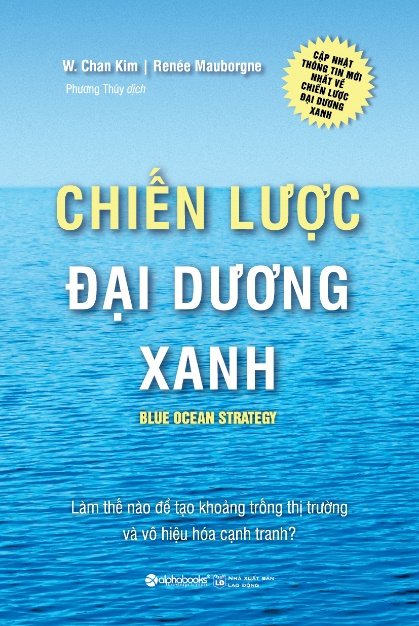 W. Chan Kim | Renée Mauborgne
Phương Thúy dịch
CẬP NHẬT
THÔNG TIN MỚI
NHẤT VỀ
CHIẾN LƯỢC
ĐẠI DƯƠNG
XANH
CHIẾN LƯỢC
ĐẠI DƯƠNG
XANH
BLUE OCEAN STRATEGY
Làm thế nào để tạo khoảng trống thị trường
và vô hiệu hóa cạnh tranh?
alphabooks
LĐ
NHÀ XUẤT BẢN
LAO ĐỘNG